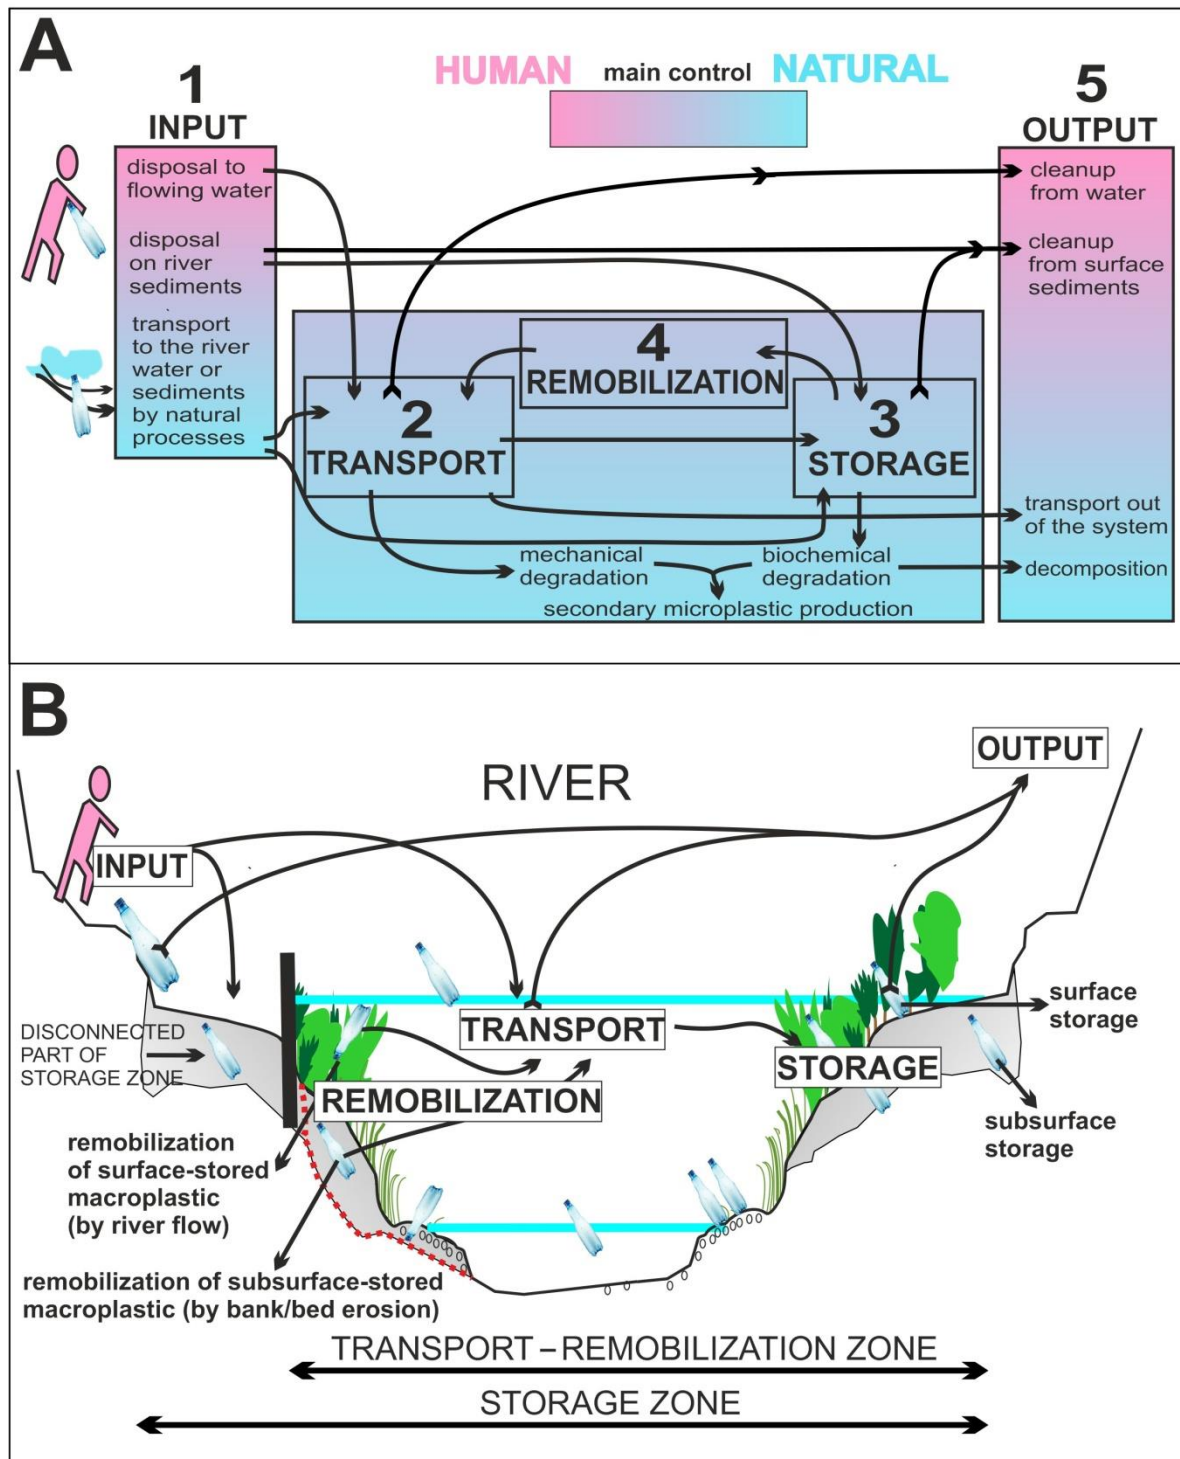 A
HUMAN main control NATURAL
1
INPUT
5
OUTPUT
disposal to
flowing water
disposal
on river
sediments
transport
to the river
water or
sediments
by natural
processes
4
REMOBILIZATION
2
TRANSPORT
3
STORAGE
mechanical
degradation
biochemical
degradation
secondary microplastic production
cleanup
from water
cleanup
from surface
sediments
transport out
of the system
decomposition
B
RIVER
OUTPUT
INPUT
TRANSPORT
STORAGE
REMOBILIZATION
surface
storage
subsurface
storage
DISCONNECTED
PART OF
STORAGE ZONE
remobilization
of surface-stored
macroplastic
(by river flow)
remobilization of subsurface-stored
macroplastic (by bank/bed erosion)
TRANSPORT – REMOBILIZATION ZONE
STORAGE ZONE